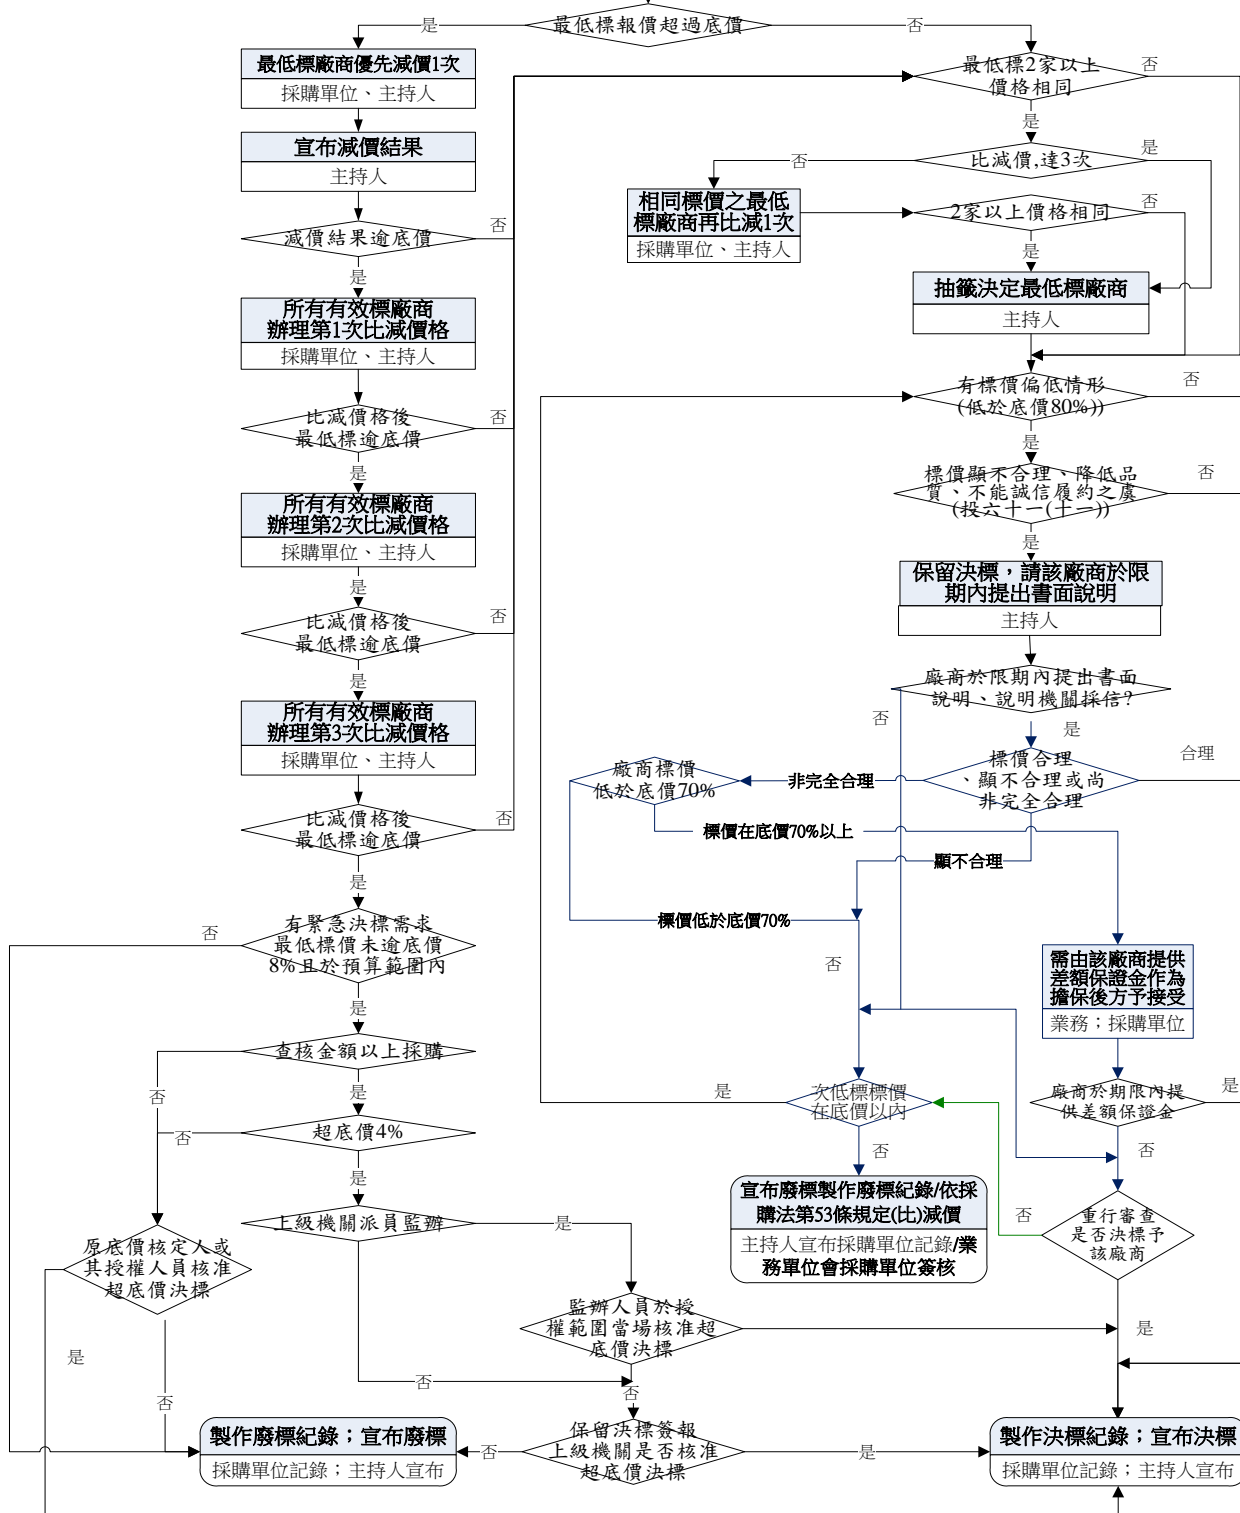 最低標報價超過底價
是
否
最低標廠商優先減價1次
採購單位、主持人
宣布減價結果
主持人
減價結果逾底價
否
是
所有有效標廠商
辦理第1次比減價格
採購單位、主持人
比減價格後
最低標逾底價
否
是
所有有效標廠商
辦理第2次比減價格
採購單位、主持人
比減價格後
最低標逾底價
否
是
所有有效標廠商
辦理第3次比減價格
採購單位、主持人
比減價格後
最低標逾底價
否
是
有緊急決標需求
最低標價未逾底價
8%且於預算範圍內
否
是
查核金額以上採購
否
是
超底價4%
否
是
上級機關派員監辦
是
否
原底價核定人或
其授權人員核准
超底價決標
是
否
監辦人員於授
權範圍當場核准超
底價決標
否
保留決標簽報
上級機關是否核准
超底價決標
否
是
製作廢標紀錄；宣布廢標
採購單位記錄；主持人宣布
最低標2家以上
價格相同
否
是
比減價,達3次
否
是
相同標價之最低
標廠商再比減1次
採購單位、主持人
2家以上價格相同
否
是
抽籤決定最低標廠商
主持人
有標價偏低情形
(低於底價80%))
否
是
標價顯不合理、降低品
質、不能誠信履約之虞
(投六十一(十一))
否
是
保留決標，請該廠商於限
期內提出書面說明
主持人
廠商於限期內提出書面
說明、說明機關採信?
否
是
標價合理
、顯不合理或尚
非完全合理
合理
非完全合理
顯不合理
廠商標價
低於底價70%
標價在底價70%以上
標價低於底價70%
否
需由該廠商提供
差額保證金作為
擔保後方予接受
業務；採購單位
廠商於期限內提
供差額保證金
是
否
次低標標價
在底價以內
是
否
宣布廢標製作廢標紀錄/依採
購法第53條規定(比)減價
主持人宣布採購單位記錄/業
務單位會採購單位簽核
重行審查
是否決標予
該廠商
否
是
製作決標紀錄；宣布決標
採購單位記錄；主持人宣布